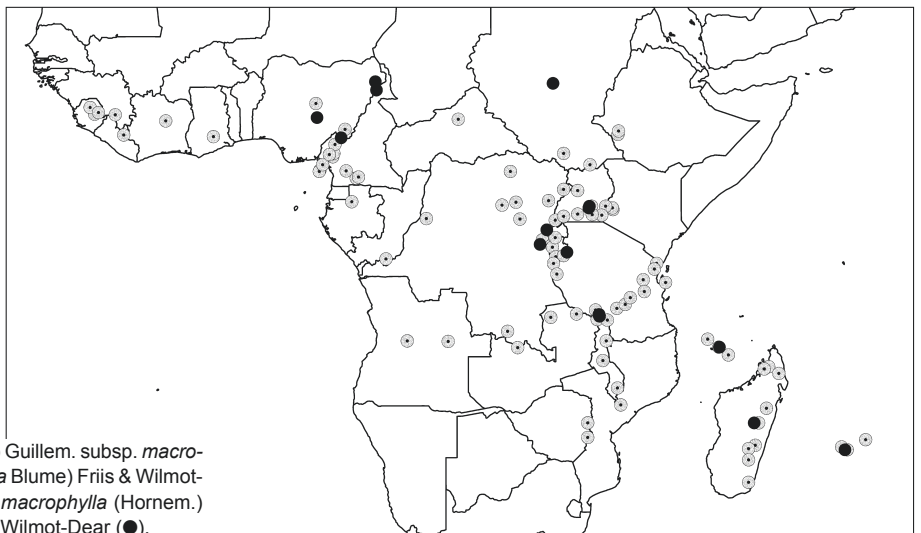 Guillem. subsp. macro-
a Blume) Friis & Wilmot-
macrophylla (Hornem.)
Wilmot-Dear (●).